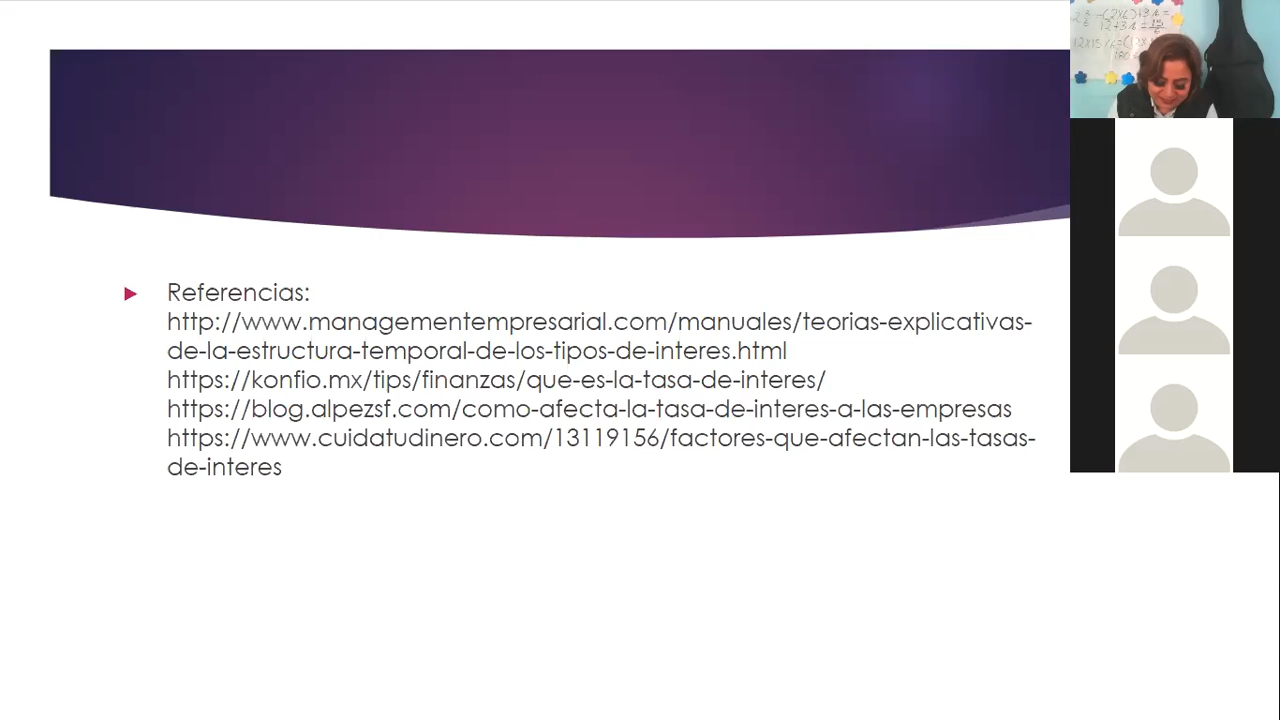 Referencias:
http://www.managementempresarial.com/manuales/teorias-explicativas-
de-la-estructura-temporal-de-los-tipos-de-interes.html
https://konfio.mx/tips/finanzas/que-es-la-tasa-de-interes/
https://blog.alpezsf.com/como-afecta-la-tasa-de-interes-a-las-empresas
https://www.cuidatudinero.com/13119156/factores-que-afectan-las-tasas-
de-interes